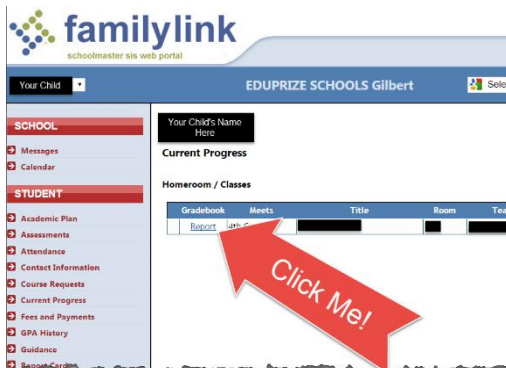 familylink
schoolmaster sis web portal
Your Child
EDUPRIZE SCHOOLS Gilbert
Sele
SCHOOL
Messages
Calendar
STUDENT
Academic Plan
Assessments
Attendance
Contact Information
Course Requests
Current Progress
Fees and Payments
GPA History
Guidance
Report Cards
Your Child's Name
Here
Current Progress
Homeroom / Classes
Gradebook Meets Title Room Tea
Report
Click Me!